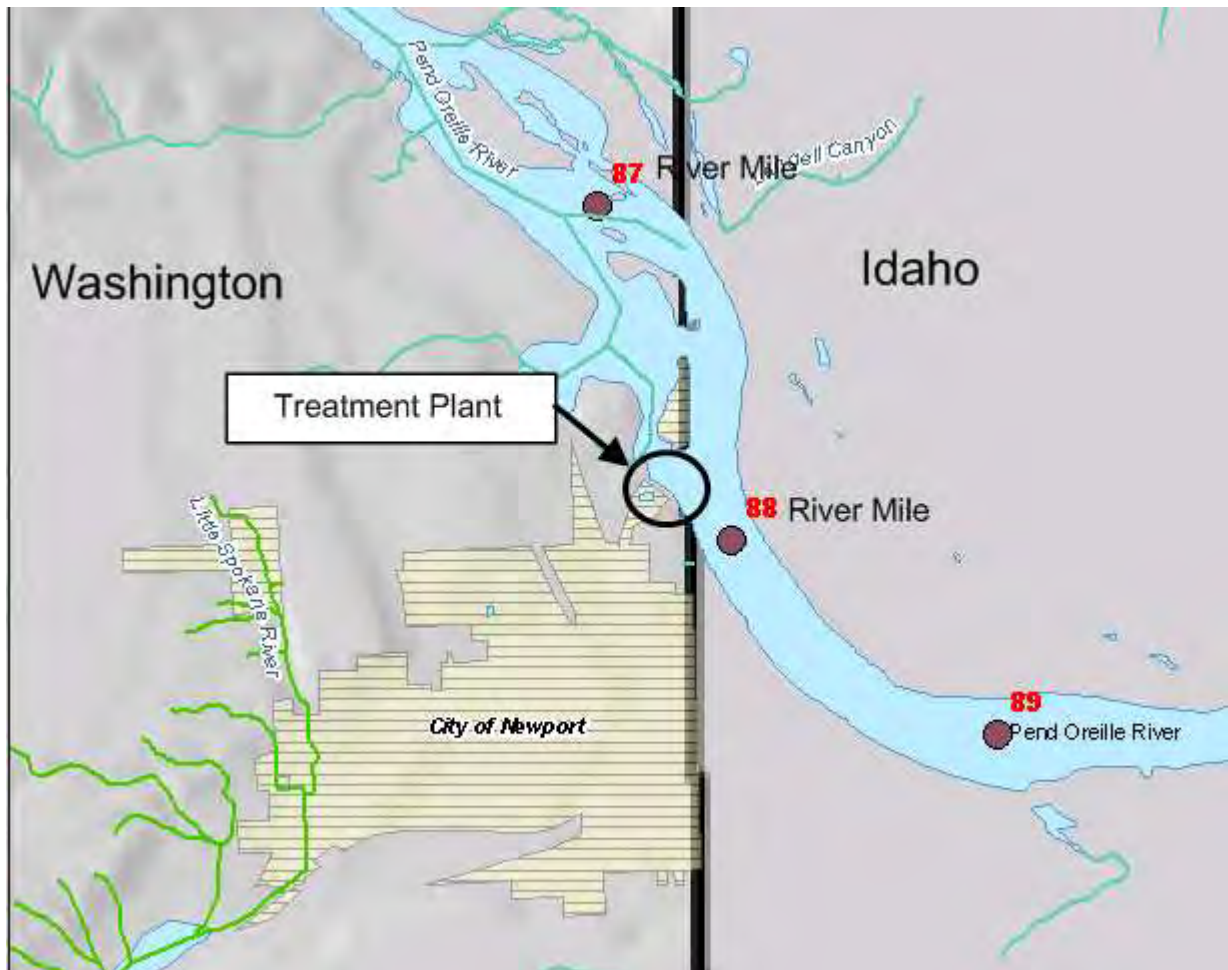 Pend Oreille River
87 River Mile
Canyon
Washington
Idaho
Treatment Plant
88 River Mile
Little Spokane River
City of Newport
89
Pend Oreille River